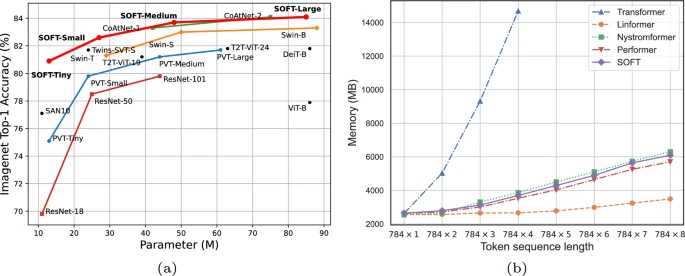 SOFT-Medium
SOFT-Large
CoAtNet-1
CoAtNet-2
SOFT-Small
Swin-S
Swin-B
Twins-SVT-S
Swin-T
T2T-ViT-19
T2T-ViT-24
PVT-Large
DeiT-B
SOFT-Tiny
PVT-Medium
PVT-Small
ResNet-101
ResNet-50
SAN10
ViT-B
PVT-Tiny
ResNet-18
84
82
80
78
76
74
72
70
Imagenet Top-1 Accuracy (%)
10 20 30 40 50 60 70 80 90
Parameter (M)
(a)
Transformer
Linformer
Nystromformer
Performer
SOFT
14000
12000
10000
8000
6000
4000
2000
Memory (MB)
784 × 1 784 × 2 784 × 3 784 × 4 784 × 5 784 × 6 784 × 7 784 × 8
Token sequence length
(b)